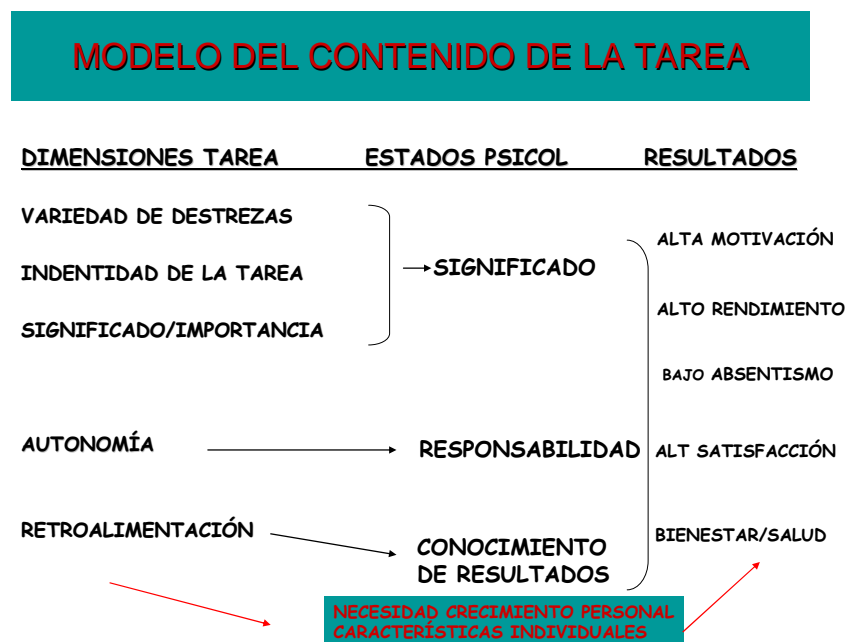 MODELO DEL CONTENIDO DE LA TAREA
DIMENSIONES TAREA ESTADOS PSICOL RESULTADOS
VARIEDAD DE DESTREZAS
INDENTIDAD DE LA TAREA
SIGNIFICADO/IMPORTANCIA
AUTONOMÍA
RETROALIMENTACIÓN
SIGNIFICADO
RESPONSABILIDAD
CONOCIMIENTO
DE RESULTADOS
ALTA MOTIVACIÓN
ALTO RENDIMIENTO
BAJO ABSENTISMO
ALT SATISFACCIÓN
BIENESTAR/SALUD
NECESIDAD CRECIMIENTO PERSONAL
CARACTERÍSTICAS INDIVIDUALES